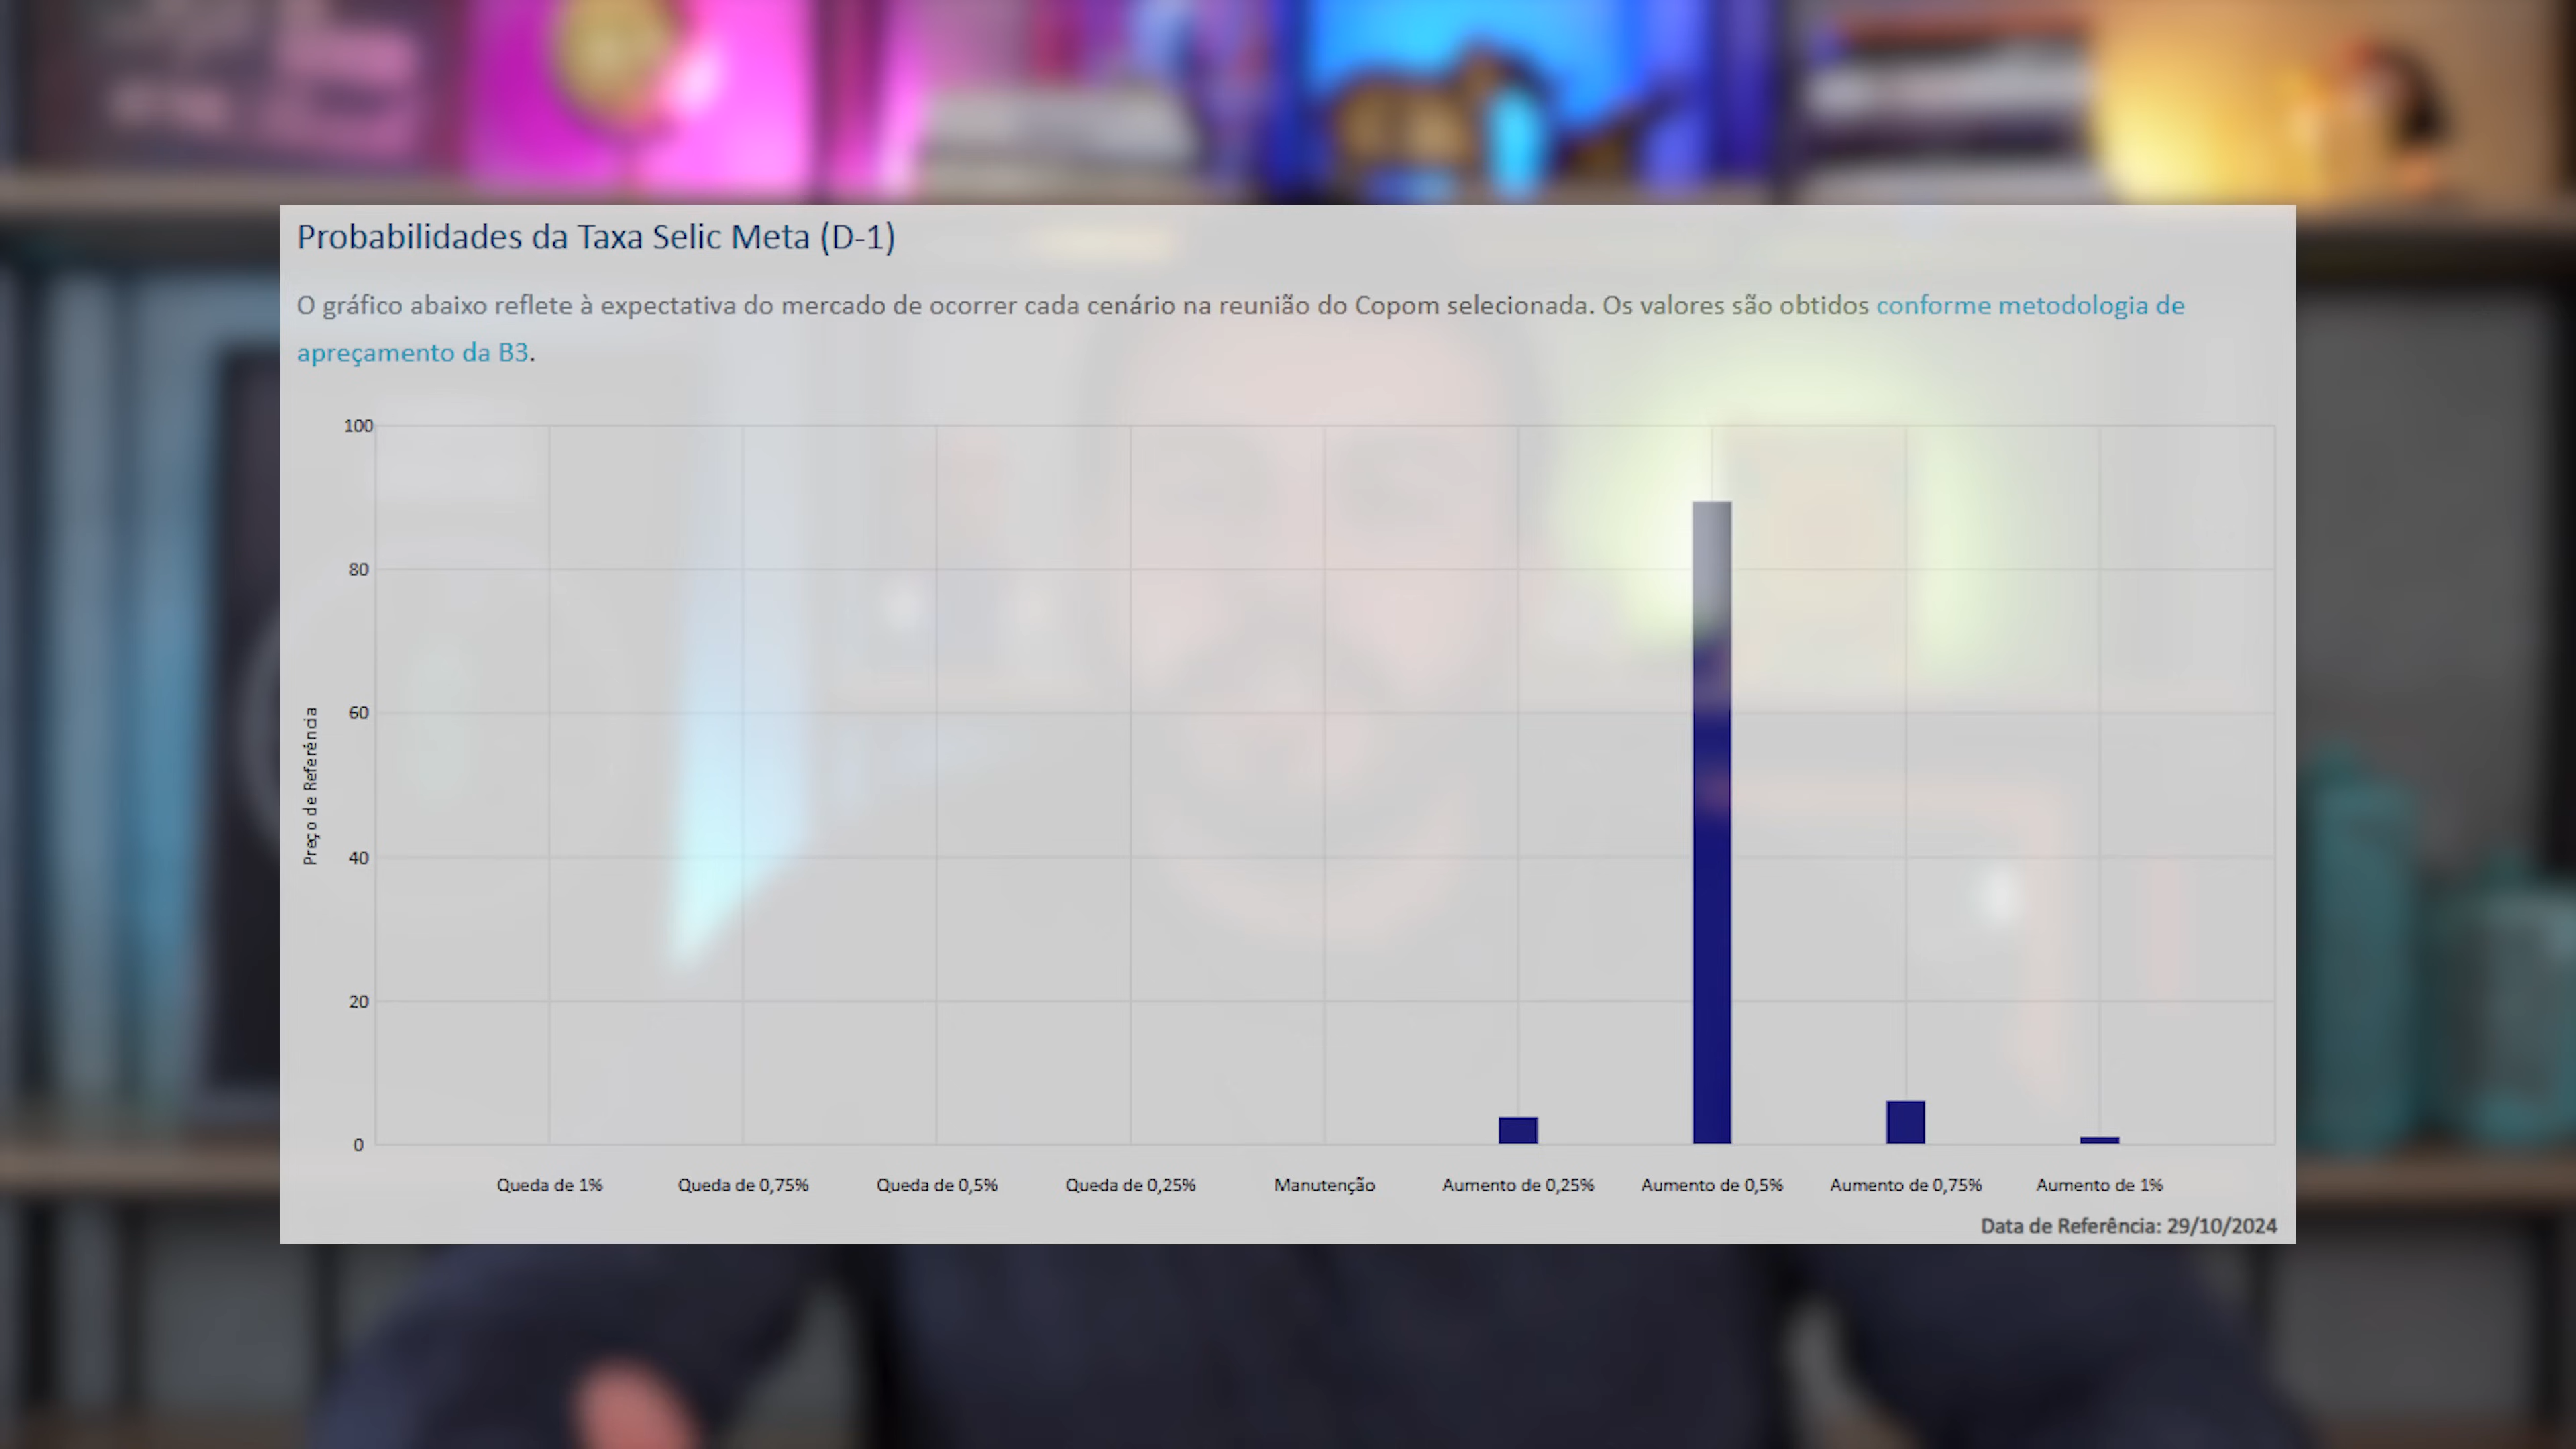 Probabilidades da Taxa Selic Meta (D-1)
O gráfico abaixo reflete à expectativa do mercado de ocorrer cada cenário na reunião do Copom selecionada. Os valores são obtidos conforme metodologia de
apreçamento da B3.
100
80
60
40
20
0
Preço de Referência
Queda de 1%
Queda de 0,75%
Queda de 0,5%
Queda de 0,25%
Manutenção
Aumento de 0,25%
Aumento de 0,5%
Aumento de 0,75%
Aumento de 1%
Data de Referência: 29/10/2024